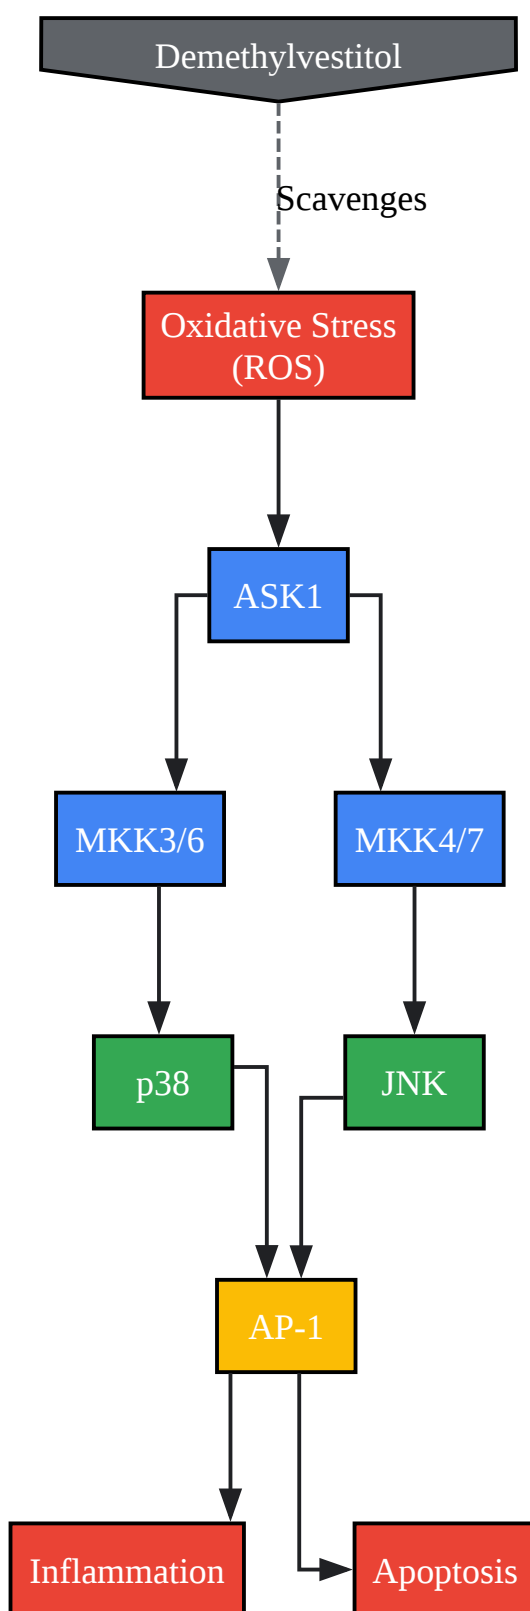 Demethylvestitol
Scavenges
Oxidative Stress
(ROS)
ASK1
MKK3/6
MKK4/7
p38
JNK
AP-1
Inflammation
Apoptosis